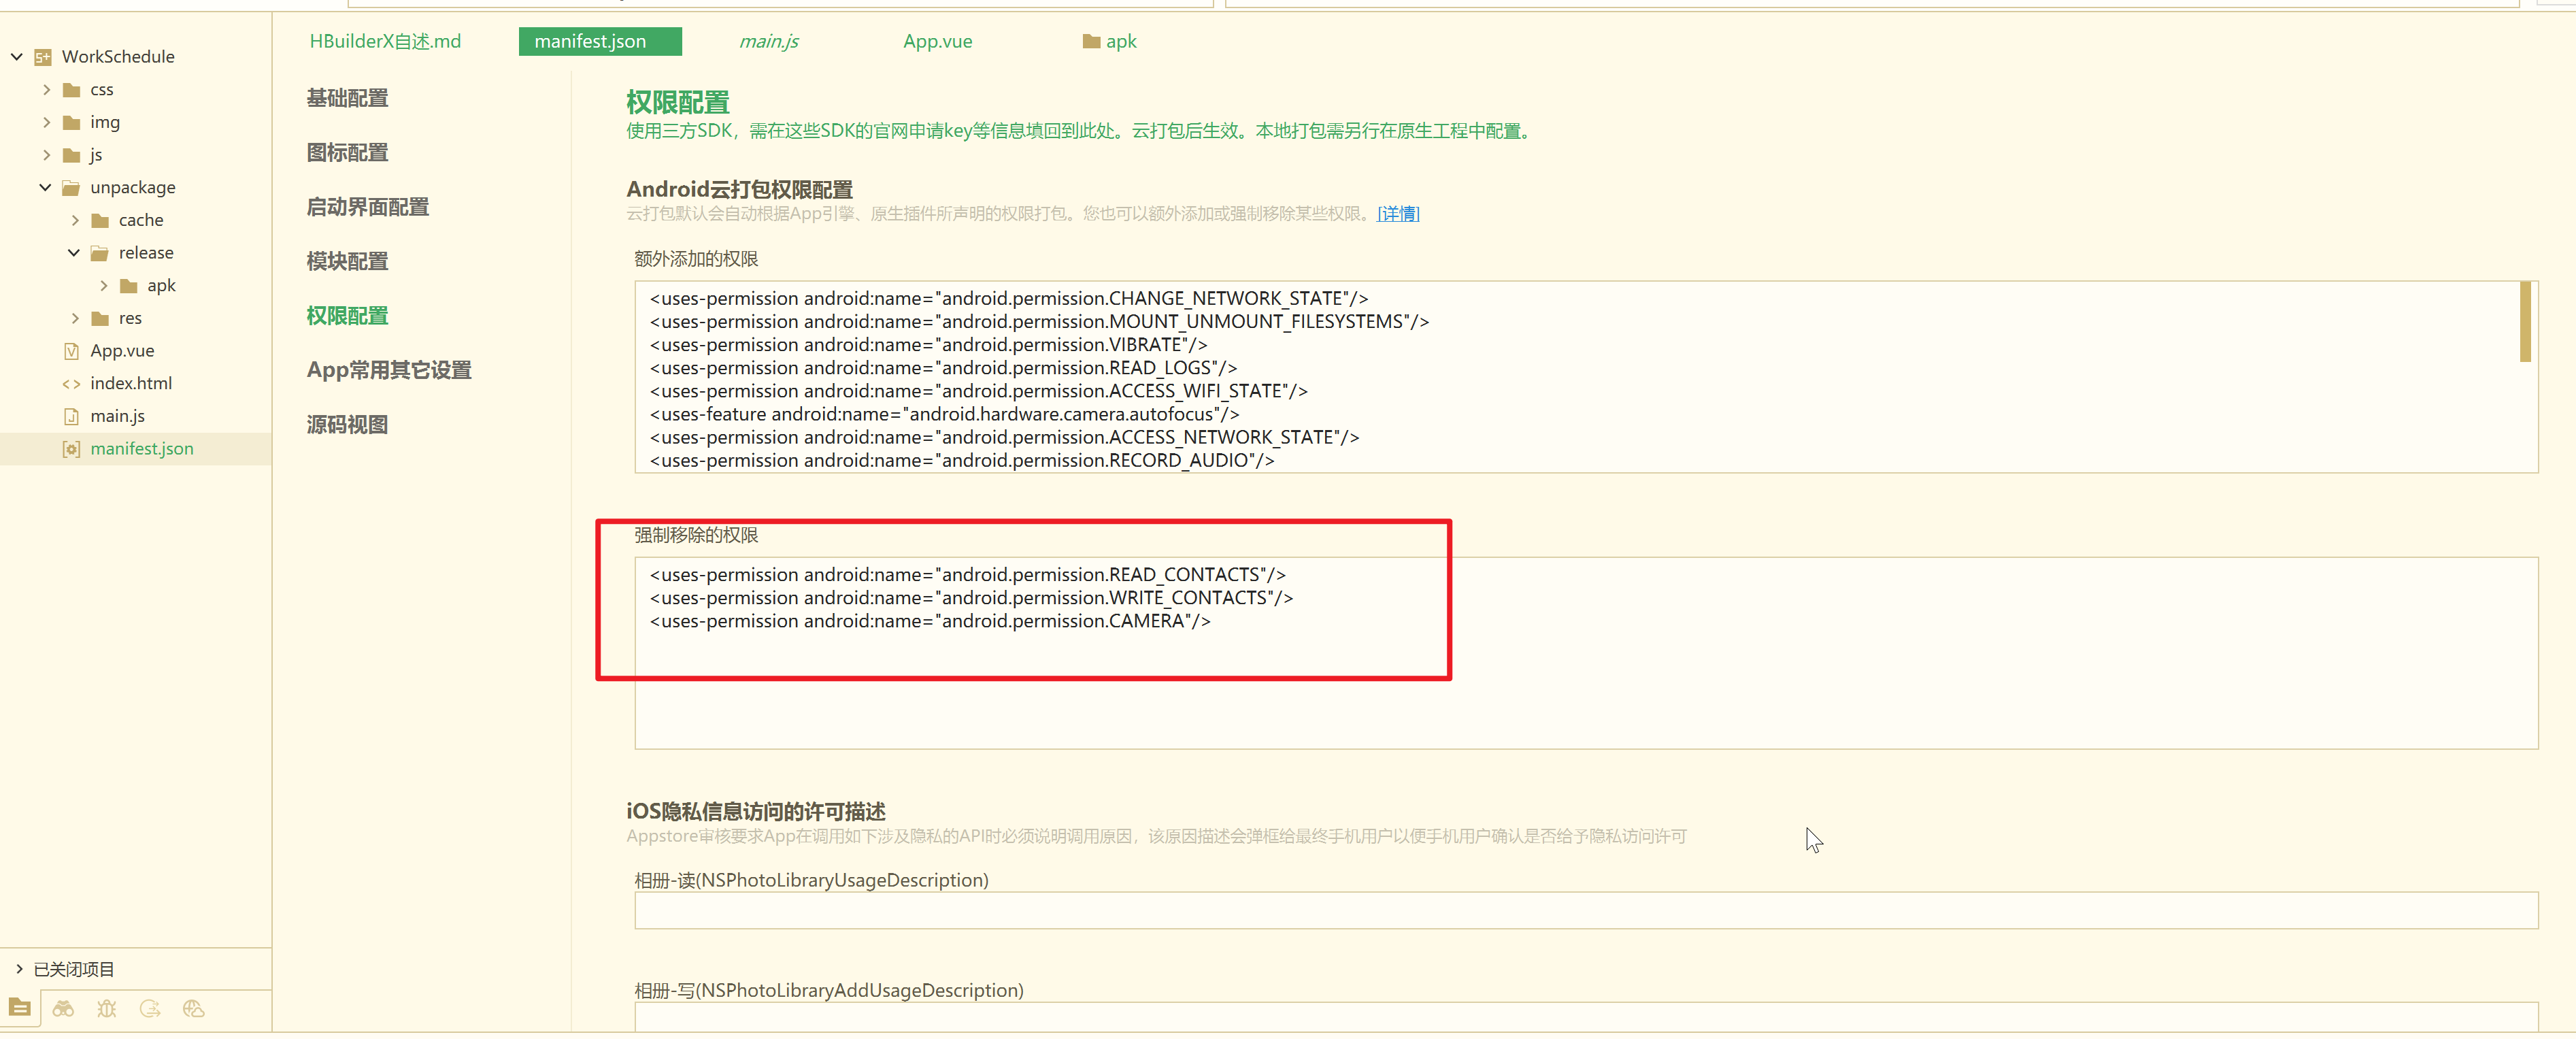 HBuilderX自述.md
manifest.json
main.js
App.vue
apk
WorkSchedule
css
img
js
unpackage
cache
release
apk
res
App.vue
index.html
main.js
manifest.json
已关闭项目
基础配置
图标配置
启动界面配置
模块配置
权限配置
App常用其它设置
源码视图
权限配置
使用三方SDK，需在这些SDK的官网申请key等信息填回到此处。云打包后生效。本地打包需另行在原生工程中配置。
Android云打包权限配置
云打包默认会自动根据App引擎、原生插件所声明的权限打包。您也可以额外添加或强制移除某些权限。[详情]
额外添加的权限
<uses-permission android:name="android.permission.CHANGE_NETWORK_STATE"/>
<uses-permission android:name="android.permission.MOUNT_UNMOUNT_FILESYSTEMS"/>
<uses-permission android:name="android.permission.VIBRATE"/>
<uses-permission android:name="android.permission.READ_LOGS"/>
<uses-permission android:name="android.permission.ACCESS_WIFI_STATE"/>
<uses-feature android:name="android.hardware.camera.autofocus"/>
<uses-permission android:name="android.permission.ACCESS_NETWORK_STATE"/>
<uses-permission android:name="android.permission.RECORD_AUDIO"/>
强制移除的权限
<uses-permission android:name="android.permission.READ_CONTACTS"/>
<uses-permission android:name="android.permission.WRITE_CONTACTS"/>
<uses-permission android:name="android.permission.CAMERA"/>
iOS隐私信息访问的许可描述
Appstore审核要求App在调用如下涉及隐私的API时必须说明调用原因，该原因描述会弹框给最终手机用户以便手机用户确认是否给予隐私访问许可
相册-读(NSPhotoLibraryUsageDescription)
相册-写(NSPhotoLibraryAddUsageDescription)